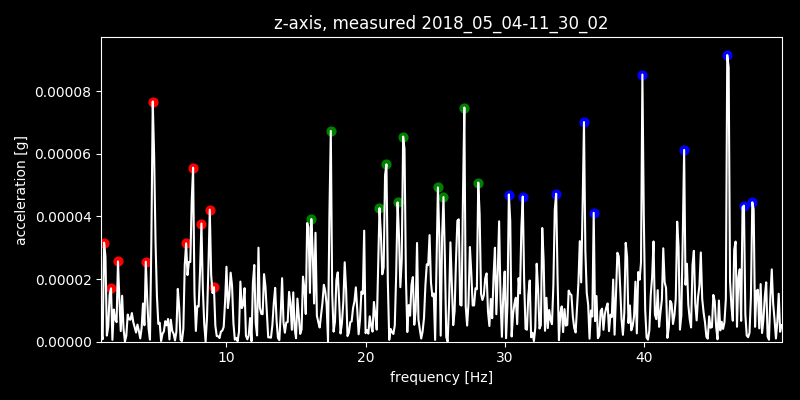 z-axis, measured 2018_05_04-11_30_02
acceleration [g]
0.00008
0.00006
0.00004
0.00002
0.00000
10 20 30 40
frequency [Hz]